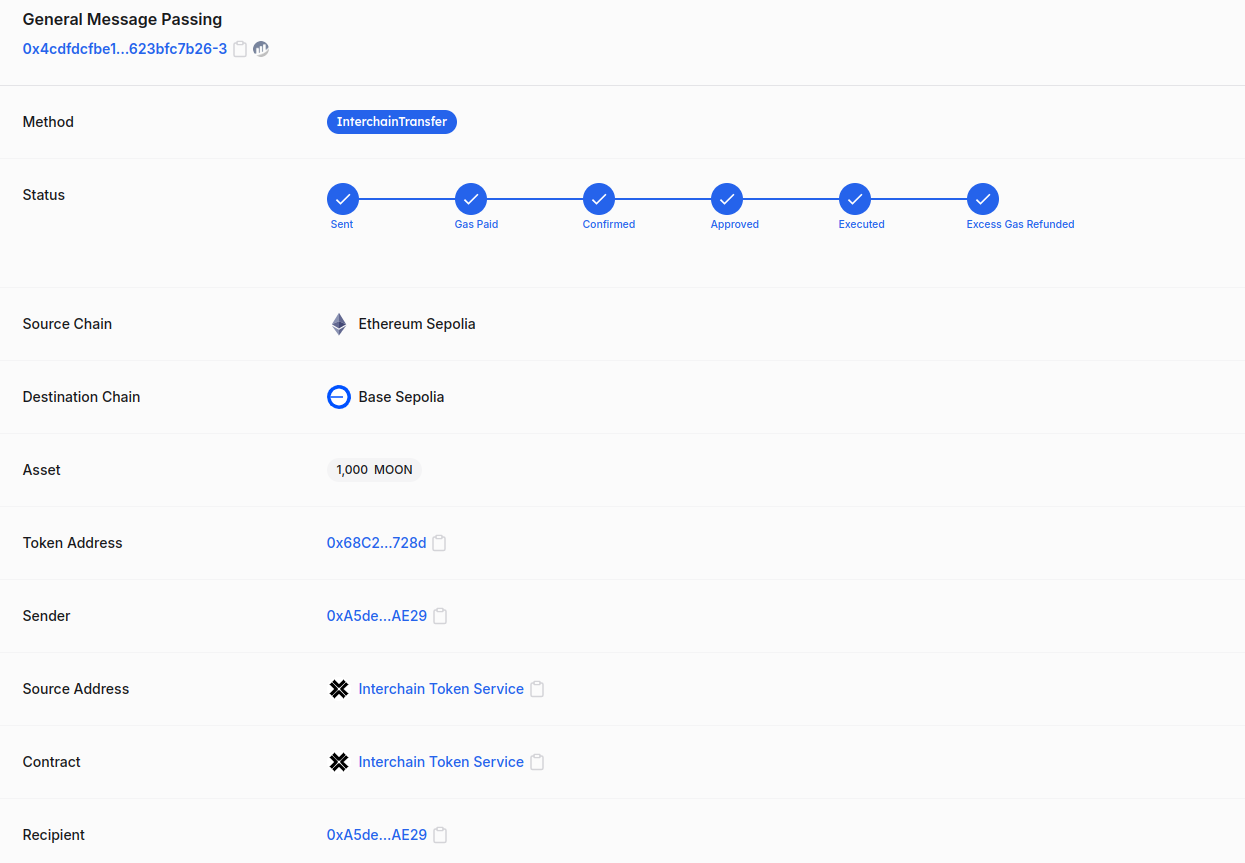 General Message Passing
0x4cdfdcfbe1...623bfc7b26-3
Method
InterchainTransfer
Status
Sent
Gas Paid
Confirmed
Approved
Executed
Excess Gas Refunded
Source Chain
Ethereum Sepolia
Destination Chain
Base Sepolia
Asset
1,000 MOON
Token Address
0x68C2...728d
Sender
0xA5de...AE29
Source Address
Interchain Token Service
Contract
Interchain Token Service
Recipient
0xA5de...AE29